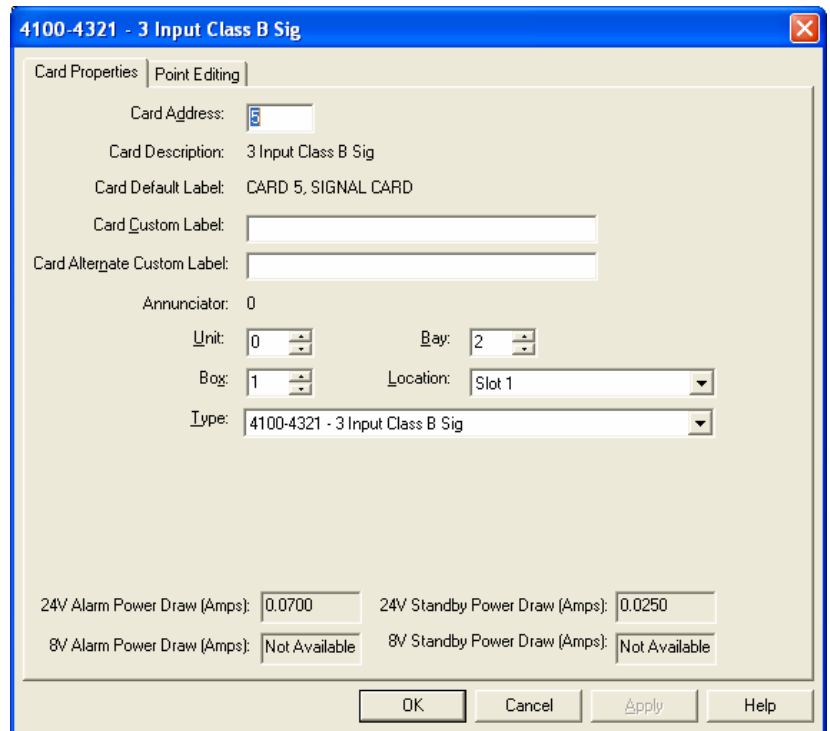 4100-4321 - 3 Input Class B Sig
Card Properties Point Editing
Card Address: 5
Card Description: 3 Input Class B Sig
Card Default Label: CARD 5, SIGNAL CARD
Card Custom Label:
Card Alternate Custom Label:
Annunciator: 0
Unit: 0 Bay: 2
Box: 1 Location: Slot 1
Type: 4100-4321 - 3 Input Class B Sig
24V Alarm Power Draw (Amps): 0.0700 24V Standby Power Draw (Amps): 0.0250
8V Alarm Power Draw (Amps): Not Available 8V Standby Power Draw (Amps): Not Available
OK Cancel Apply Help